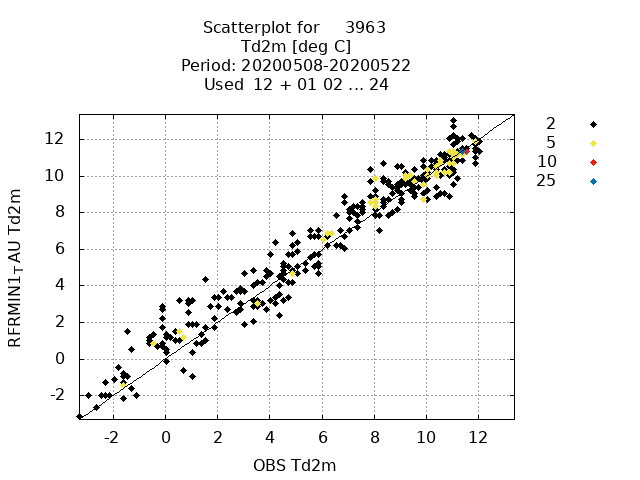 Scatterplot for 3963
Td2m [deg C]
Period: 20200508-20200522
Used 12 + 01 02 ... 24
2
5
10
25
12
10
8
6
4
2
0
-2
RFRMIN1T AU Td2m
-2 0 2 4 6 8 10 12
OBS Td2m